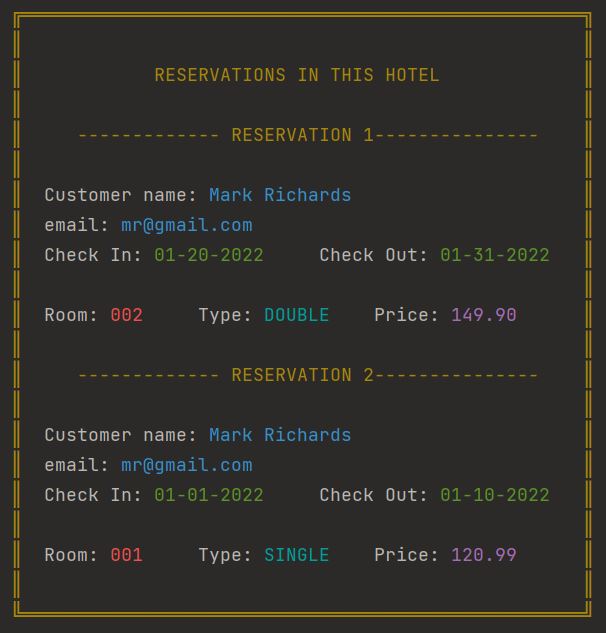 RESERVATIONS IN THIS HOTEL
------------- RESERVATION 1---------------
Customer name: Mark Richards
email: mr@gmail.com
Check In: 01-20-2022     Check Out: 01-31-2022
Room: 002     Type: DOUBLE    Price: 149.90
------------- RESERVATION 2---------------
Customer name: Mark Richards
email: mr@gmail.com
Check In: 01-01-2022     Check Out: 01-10-2022
Room: 001     Type: SINGLE    Price: 120.99